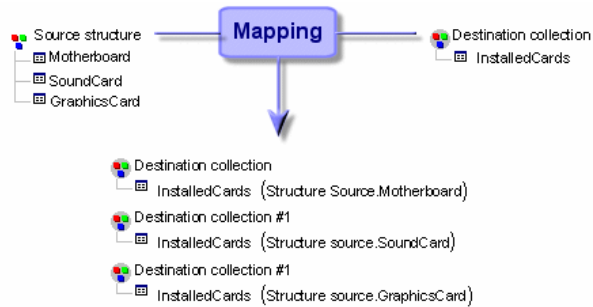 Source structure
Motherboard
SoundCard
GraphicsCard
Mapping
Destination collection
InstalledCards
Destination collection
InstalledCards (Structure Source.Motherboard)
Destination collection #1
InstalledCards (Structure source.SoundCard)
Destination collection #1
InstalledCards (Structure source.GraphicsCard)